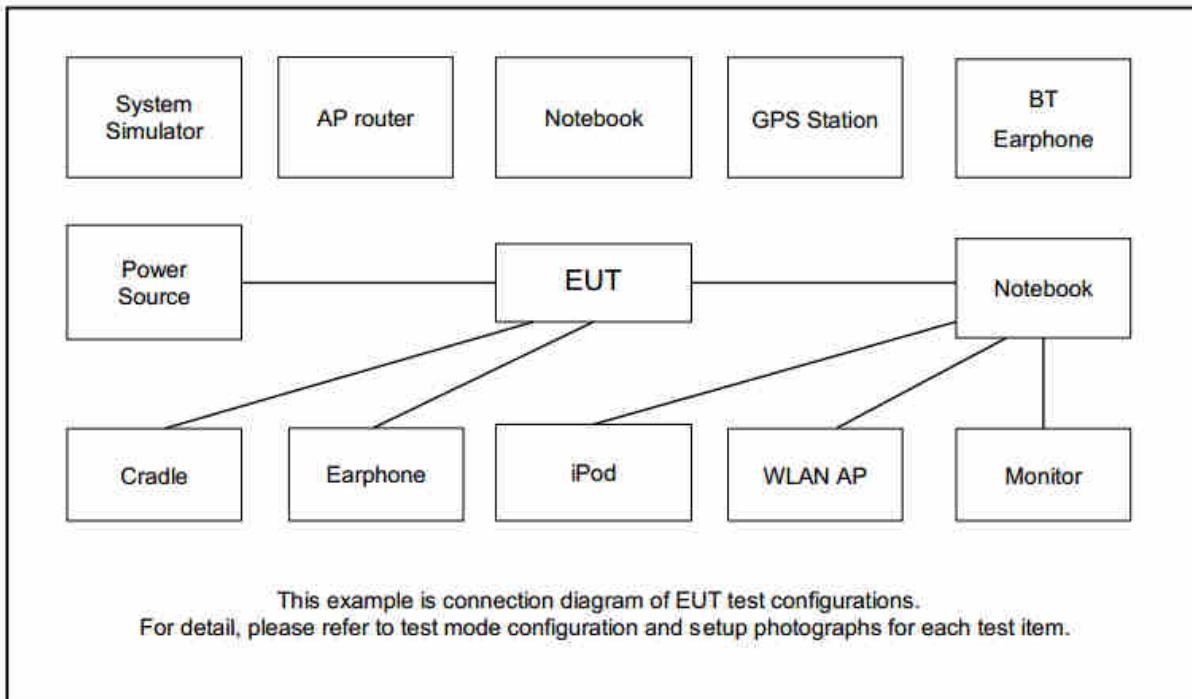 System
Simulator
AP router
Notebook
GPS Station
BT
Earphone
Power
Source
EUT
Notebook
Cradle
Earphone
iPod
WLAN AP
Monitor
This example is connection diagram of EUT test configurations.
For detail, please refer to test mode configuration and setup photographs for each test item.